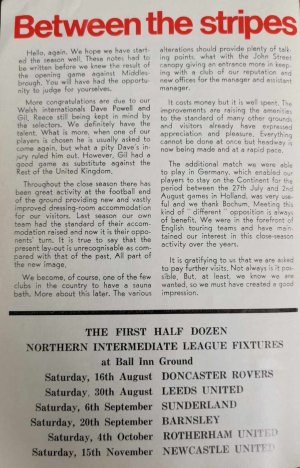 Between the stripes
Hello, again. We hope we have start-
ed the season well. These notes had to
be written before we knew the result of
the opening game against Middles-
brough. You will have had the opportu-
nity to judge for yourselves.
More congratulations are due to our
Welsh internationals Dave Powell and
Gil, Reece still being kept in mind by
the selectors. We definitely have the
talent. What is more, when one of our
players is chosen he is usually asked to
come again, but what a pity Dave's in-
jury ruled him out. However, Gil had a
good game as substitute against the
Rest of the United Kingdom.
Throughout the close season there has
been great activity at the football end
of the ground providing new and vastly
improved dressing-room accommodation
for our visitors. Last season our own
team had the standard of their accom-
modation raised and now it is their oppo-
nents' turn. It is true to say that the
present lay-out is unrecognisable as com-
pared with that of the past, All part of
the new image,
We become, of course, one of the few
clubs in the country to have a sauna
bath. More about this later. The various
alterations should provide plenty of talk-
ing points: what with the John Street
canopy giving an entrance more in keep-
ing with a club of our reputation and
new offices for the manager and assistant
manager.
It costs money but it is well spent. The
improvements are raising the amenities
to the standard of many other grounds
and visitors already have expressed
appreciation and pleasure. Everything
cannot be done at once but headway is
now being made and at a rapid pace.
The additional match we were able
to play in Germany, which enabled our
players to stay on the Continent for the
period between the 27th July and 2nd
August games in Holland, was very use-
ful and we thank Bochum. Meeting this
kind of "different" opposition is always
of benefit. We were in the forefront of
English touring teams and have main-
tained our interest in this close-season
activity over the years.
It is gratifying to us that we are asked
to pay further visits. Not always is it pos-
sible, But, at least, we know we are
wanted, so we must have created a good
impression.
THE FIRST HALF DOZEN
NORTHERN INTERMEDIATE LEAGUE FIXTURES
at Ball Inn Ground
Saturday, 16th August DONCASTER ROVERS
Saturday, 30th August LEEDS UNITED
Saturday, 6th September SUNDERLAND
Saturday, 20th September BARNSLEY
Saturday, 4th October ROTHERHAM UNITED
Saturday, 15th November NEWCASTLE UNITED